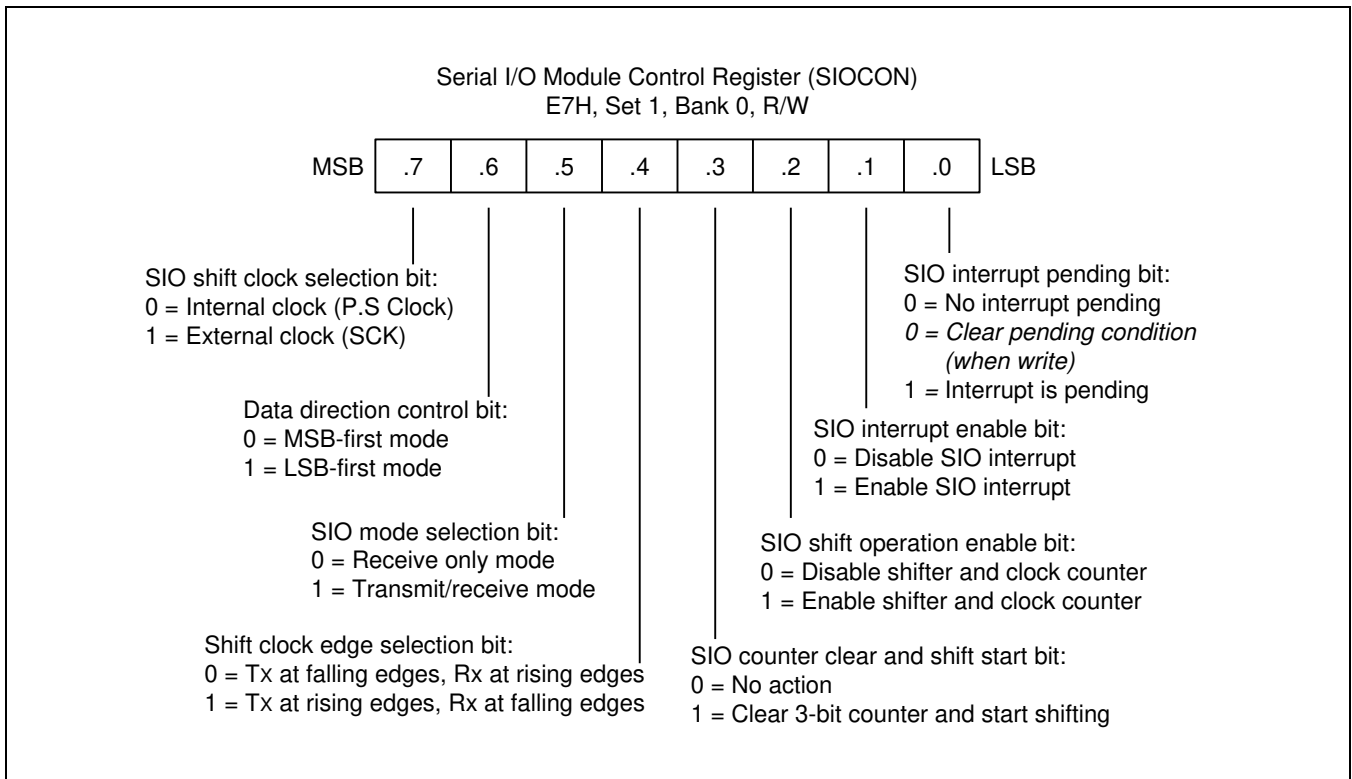 Serial I/O Module Control Register (SIOCON)
E7H, Set 1, Bank 0, R/W
MSB .7 .6 .5 .4 .3 .2 .1 .0 LSB
SIO shift clock selection bit:
0 = Internal clock (P.S Clock)
1 = External clock (SCK)
Data direction control bit:
0 = MSB-first mode
1 = LSB-first mode
SIO mode selection bit:
0 = Receive only mode
1 = Transmit/receive mode
Shift clock edge selection bit:
0 = Tx at falling edges, Rx at rising edges
1 = Tx at rising edges, Rx at falling edges
SIO interrupt pending bit:
0 = No interrupt pending
0 = Clear pending condition
(when write)
1 = Interrupt is pending
SIO interrupt enable bit:
0 = Disable SIO interrupt
1 = Enable SIO interrupt
SIO shift operation enable bit:
0 = Disable shifter and clock counter
1 = Enable shifter and clock counter
SIO counter clear and shift start bit:
0 = No action
1 = Clear 3-bit counter and start shifting